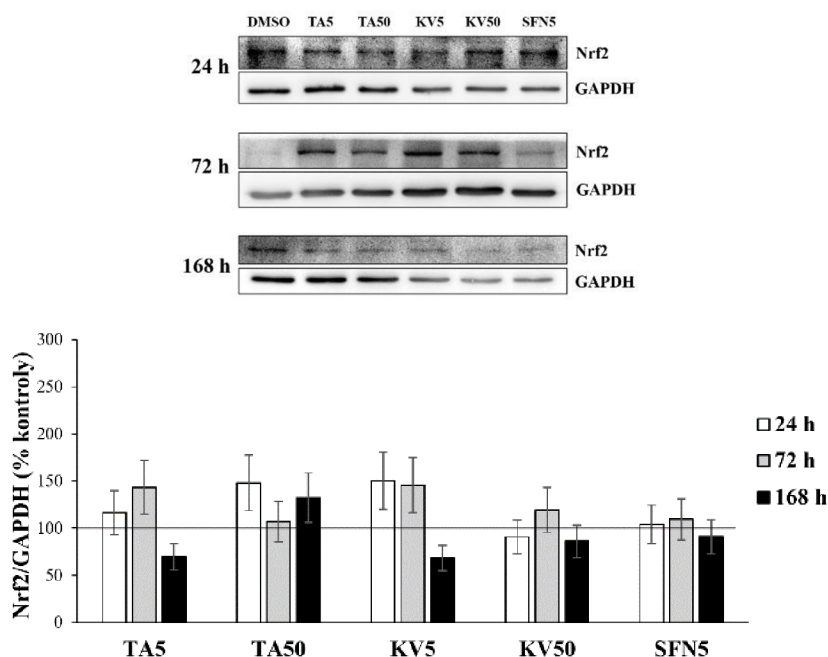 DMSO TA5 TA50 KV5 KV50 SFN5
24 h
Nrf2
GAPDH
72 h
Nrf2
GAPDH
168 h
Nrf2
GAPDH
Nrf2/GAPDH (% kontroly)
300
250
200
150
100
50
0
TA5 TA50 KV5 KV50 SFN5
24 h
72 h
168 h